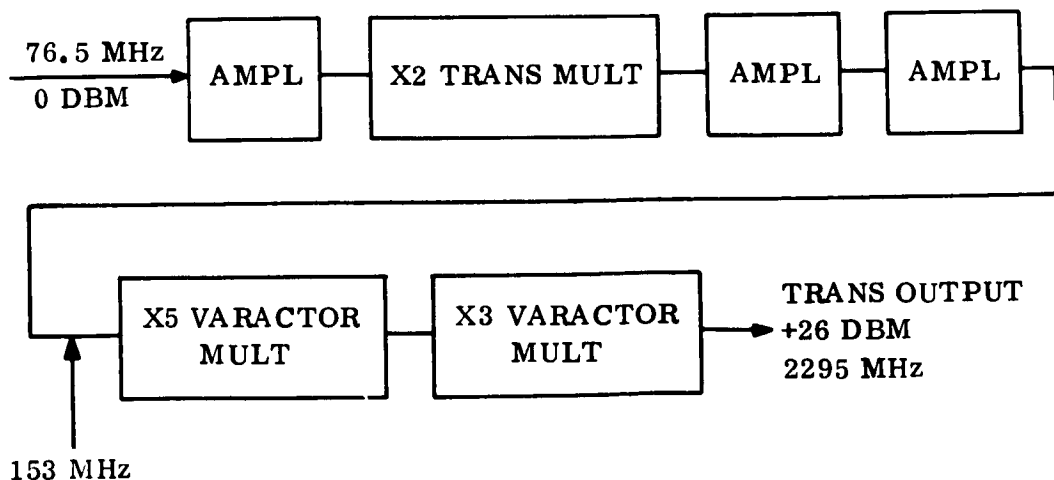 76.5 MHz
0 DBM
AMPL
X2 TRANS MULT
AMPL
AMPL
X5 VARACTOR
MULT
X3 VARACTOR
MULT
TRANS OUTPUT
+26 DBM
2295 MHz
153 MHz